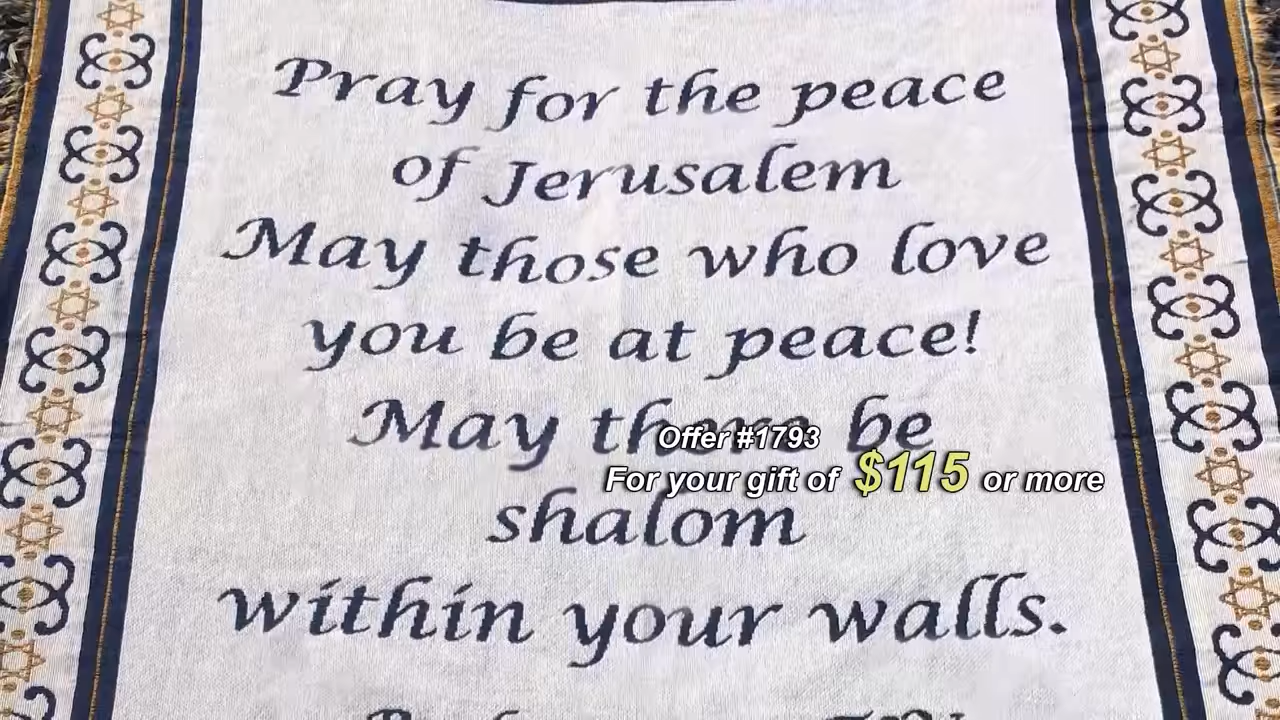 Pray for the peace
of Jerusalem
May those who love
you be at peace!
May there be
Offer #1793
For your gift of $115 or more
shalom
within your walls.